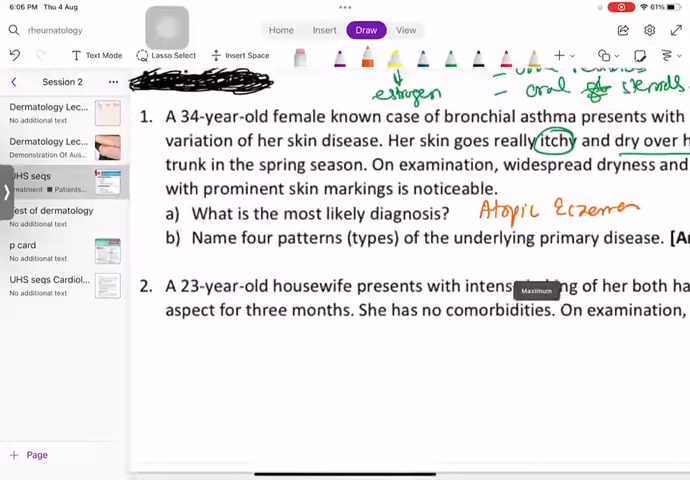 6:06 PM Thu 4 Aug
61%
rheumatology
Home Insert Draw View
Text Mode Lasso Select Insert Space
Session 2
estrogen
= oral steroids
Dermatology Lec...
No additional text
Dermatology Lec...
Demonstration Of Aus...
UHS seqs
reatment ■ Patients...
est of dermatology
No additional text
p card
No additional text
UHS seqs Cardiol...
No additional text
Page
1. A 34-year-old female known case of bronchial asthma presents with
variation of her skin disease. Her skin goes really itchy and dry over h
trunk in the spring season. On examination, widespread dryness and
with prominent skin markings is noticeable.
a) What is the most likely diagnosis? Atopic Eczema
b) Name four patterns (types) of the underlying primary disease. [A
2. A 23-year-old housewife presents with intens ng of her both ha
Maximum
aspect for three months. She has no comorbidities. On examination,